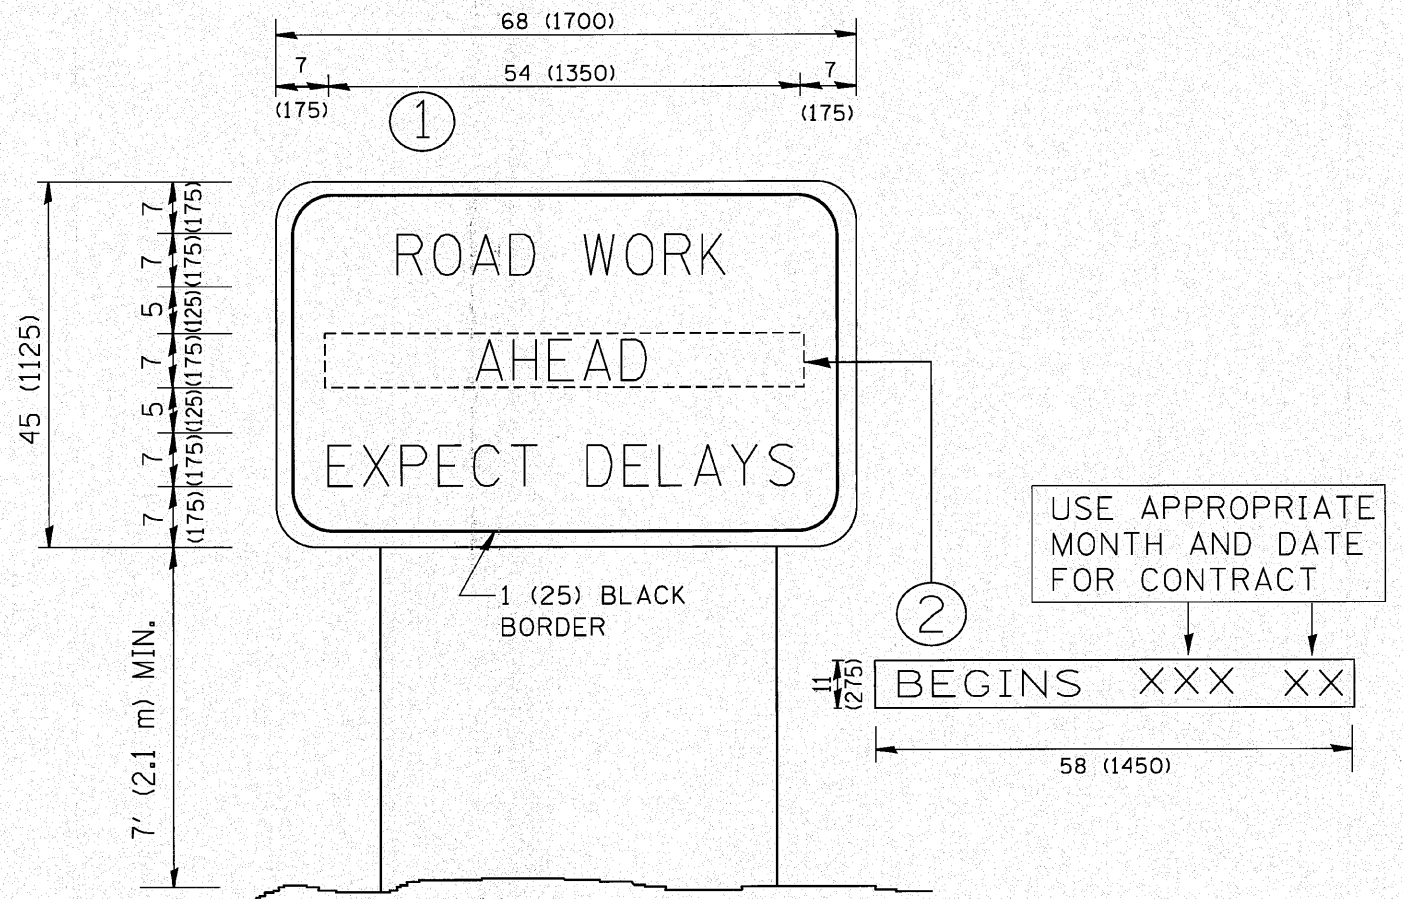 68 (1700)
7
54 (1350)
7
(175)
(175)
1
7
(175)
7
(175)
5
(125)
7
(175)
5
(125)
7
(175)
7
(175)
45 (1125)
ROAD WORK
AHEAD
EXPECT DELAYS
1 (25) BLACK
BORDER
7' (2.1 m) MIN.
2
USE APPROPRIATE
MONTH AND DATE
FOR CONTRACT
11
(275)
BEGINS XXX XX
58 (1450)